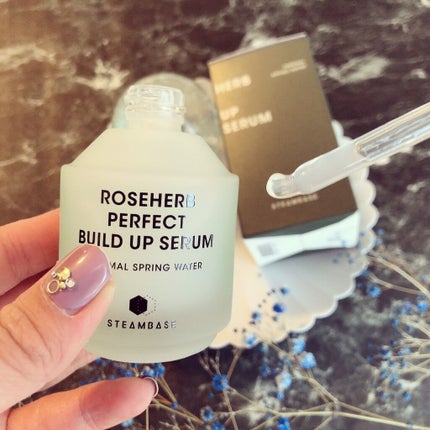 ROSEHERB
PERFECT
BUILD UP SERUM
MAL SPRING WATER
STEAMBASE
HERB
UP
SERUM
STEAMBASE